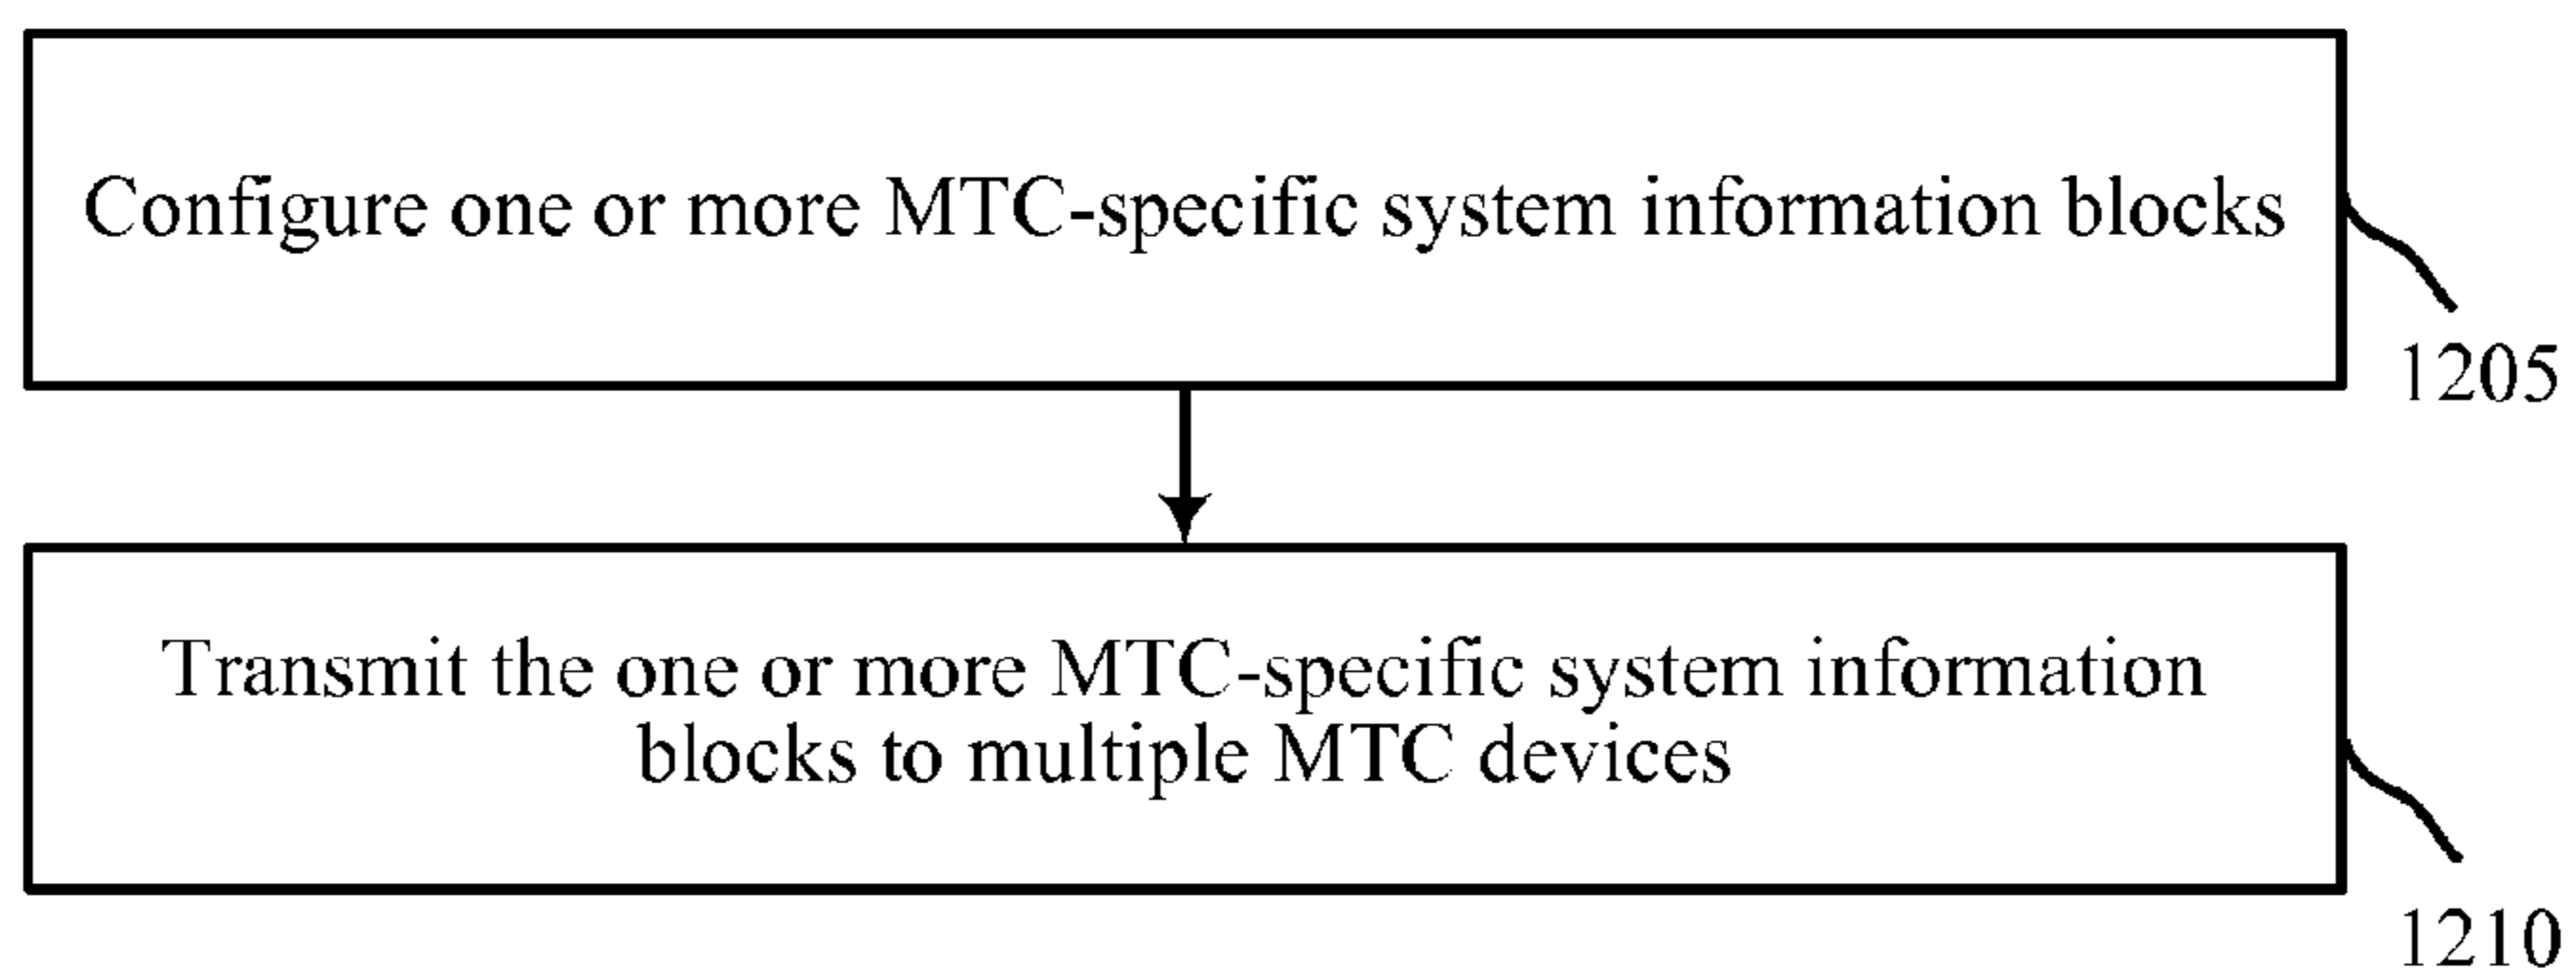 Configure one or more MTC-specific system information blocks
1205
Transmit the one or more MTC-specific system information
blocks to multiple MTC devices
1210